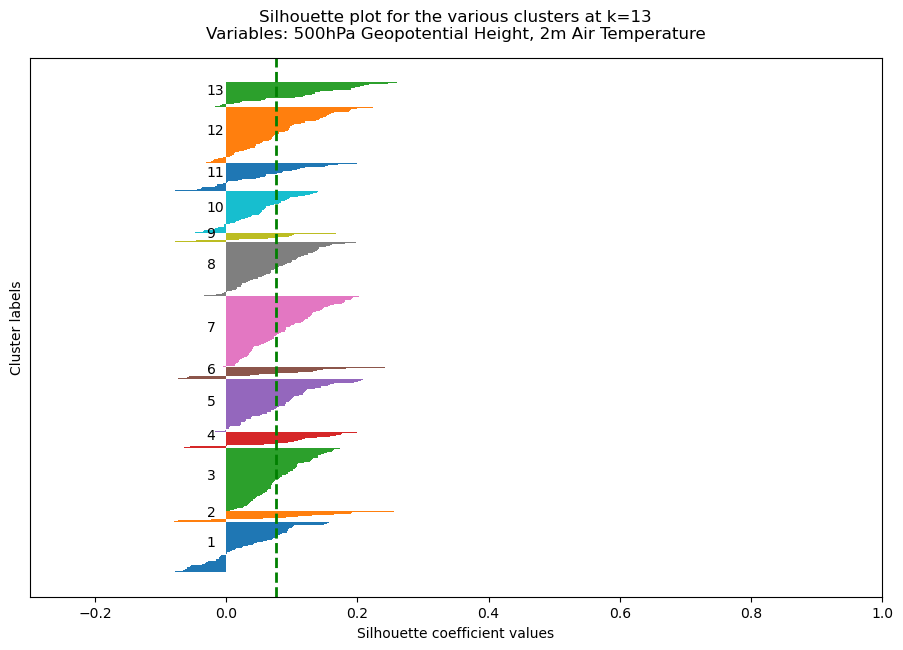 Silhouette plot for the various clusters at k=13
Variables: 500hPa Geopotential Height, 2m Air Temperature
13
12
11
10
9
8
7
6
5
4
3
2
1
Cluster labels
−0.2 0.0 0.2 0.4 0.6 0.8 1.0
Silhouette coefficient values